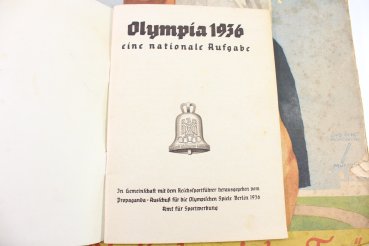 Olympia 1936
eine nationale Aufgabe
In Gemeinschaft mit dem Reichssportführer herausgegeben vom
Propaganda-Ausschuß für die Olympischen Spiele Berlin 1936
Amt für Sportwerbung